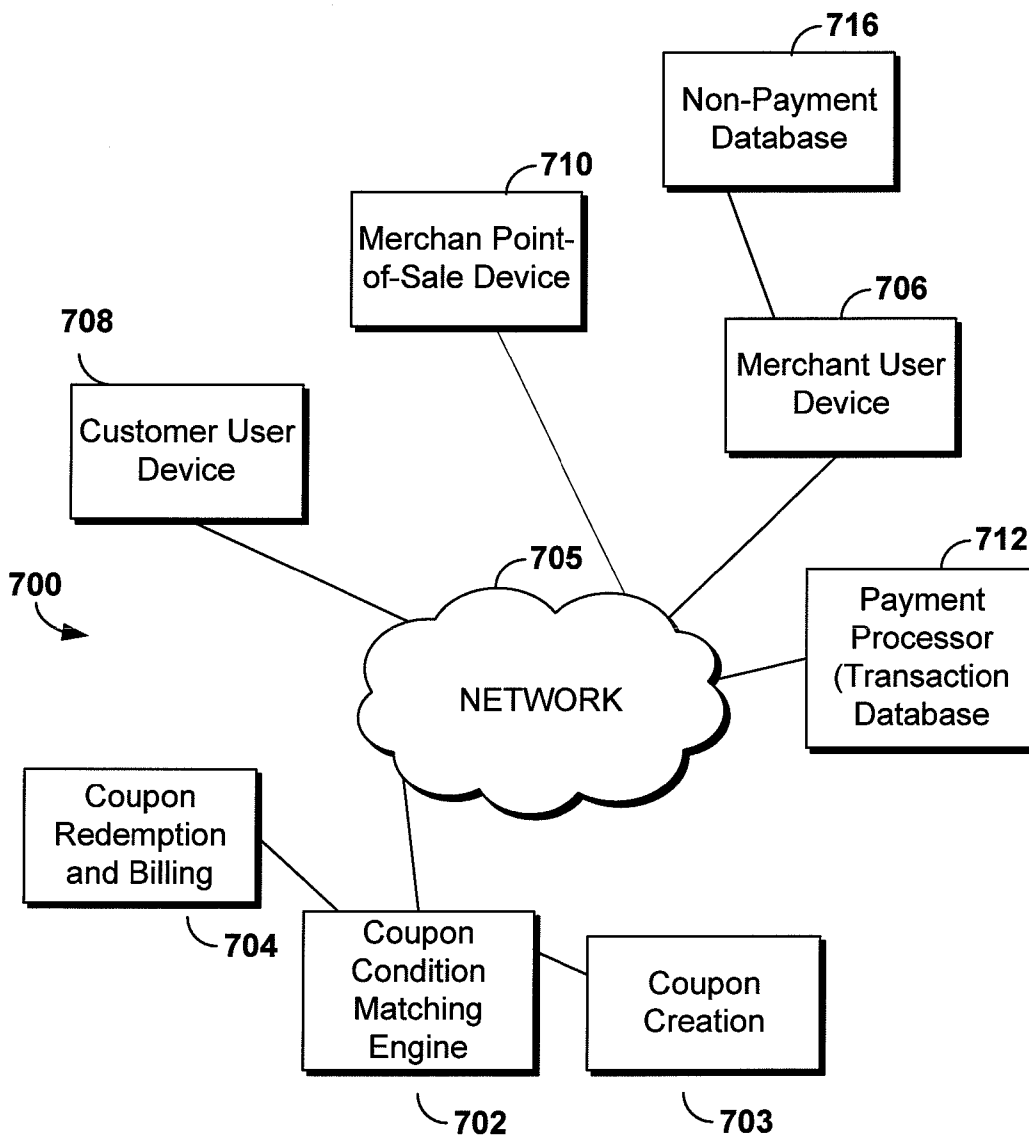 716
Non-Payment
Database
710
Merchan Point-
of-Sale Device
706
Merchant User
Device
708
Customer User
Device
712
Payment
Processor
(Transaction
Database
705
700
NETWORK
Coupon
Redemption
and Billing
704
Coupon
Condition
Matching
Engine
702
Coupon
Creation
703